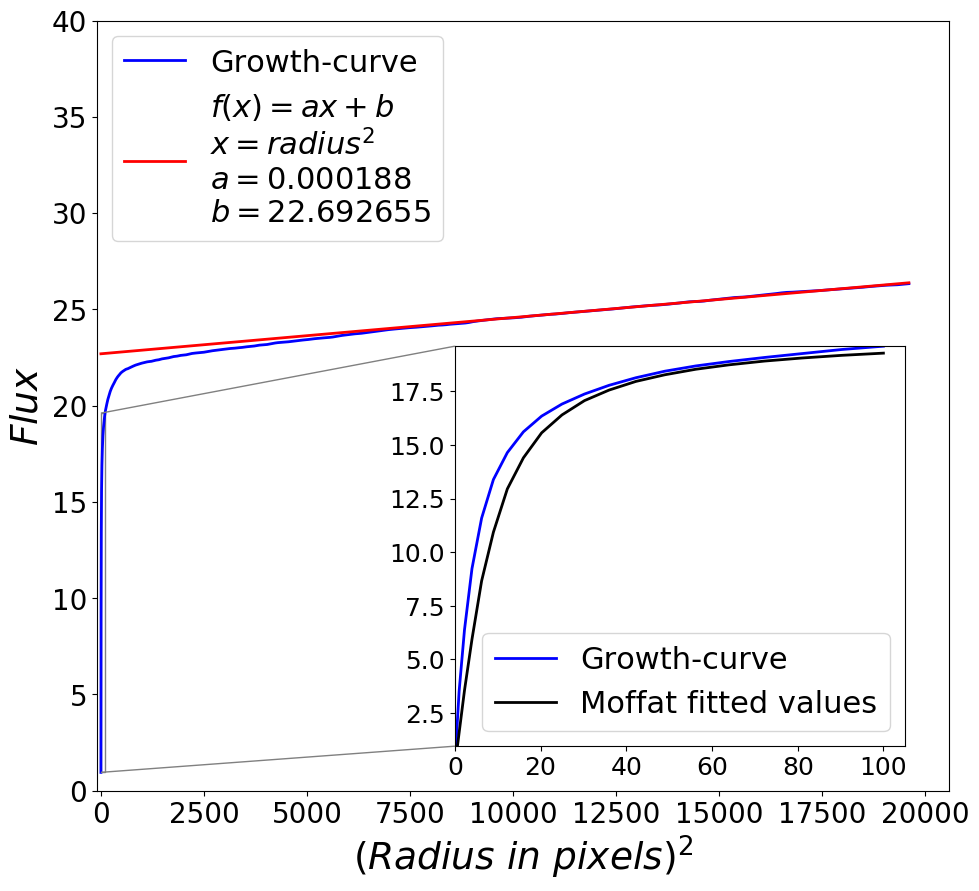 40
35
30
25
20
15
10
5
0
Flux
Growth-curve
f(x) = ax + b
x = radius²
a = 0.000188
b = 22.692655
17.5
15.0
12.5
10.0
7.5
5.0
2.5
Growth-curve
Moffat fitted values
0 20 40 60 80 100
0 2500 5000 7500 10000 12500 15000 17500 20000
(Radius in pixels)²